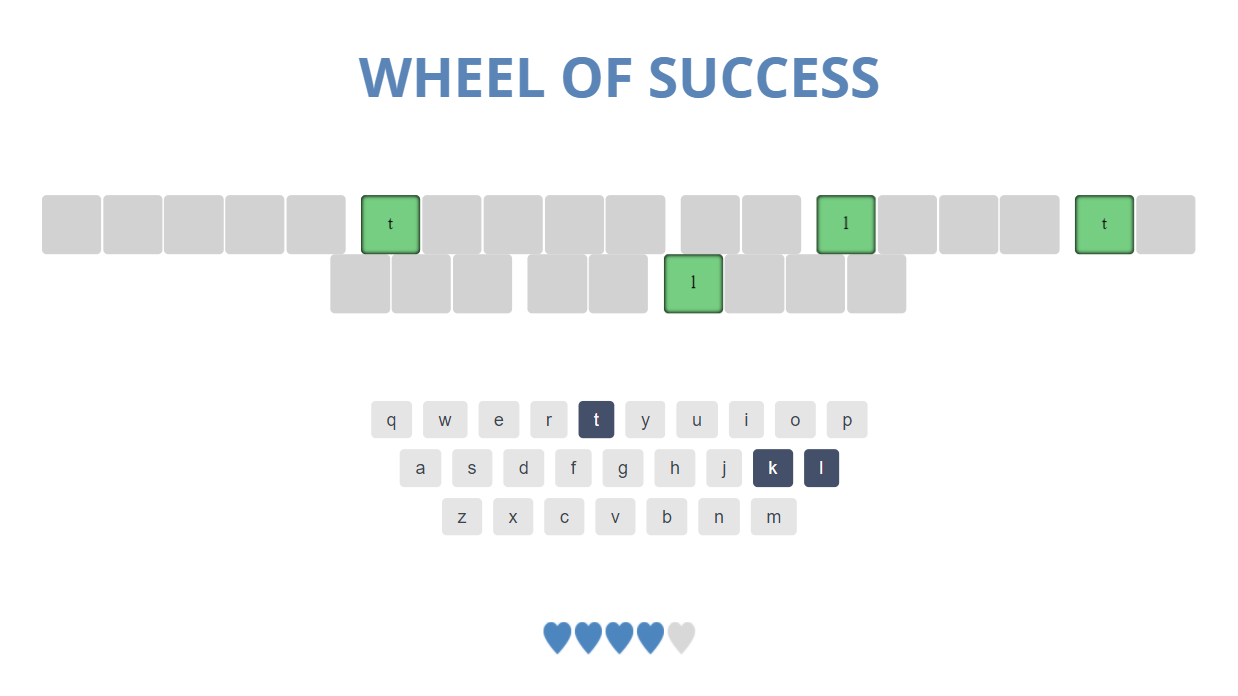 WHEEL OF SUCCESS
t l t
l
q w e r t y u i o p
a s d f g h j k l
z x c v b n m